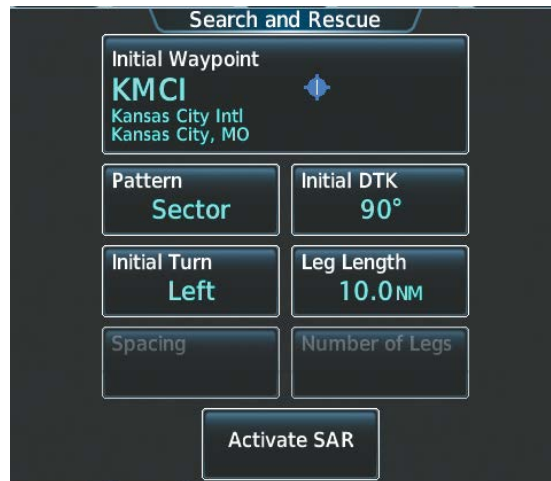 Search and Rescue
Initial Waypoint
KMCI
Kansas City Intl
Kansas City, MO
Pattern
Sector
Initial DTK
90°
Initial Turn
Left
Leg Length
10.0NM
Spacing
Number of Legs
Activate SAR